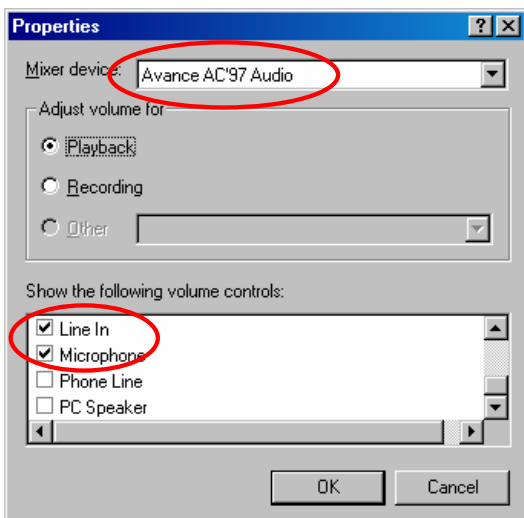 Properties
Mixer device: Avance AC'97 Audio
Adjust volume for
Playback
Recording
Other
Show the following volume controls:
Line In
Microphone
Phone Line
PC Speaker
OK Cancel